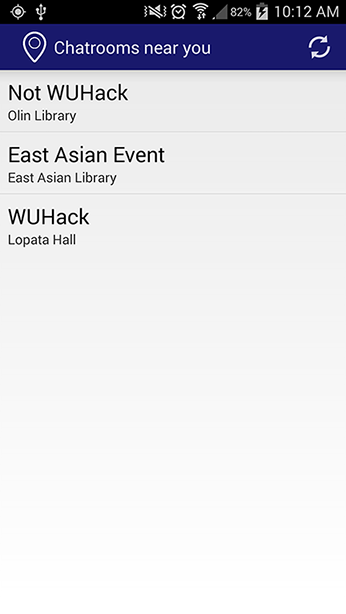 82% 10:12 AM
Chatrooms near you
Not WUHack
Olin Library
East Asian Event
East Asian Library
WUHack
Lopata Hall